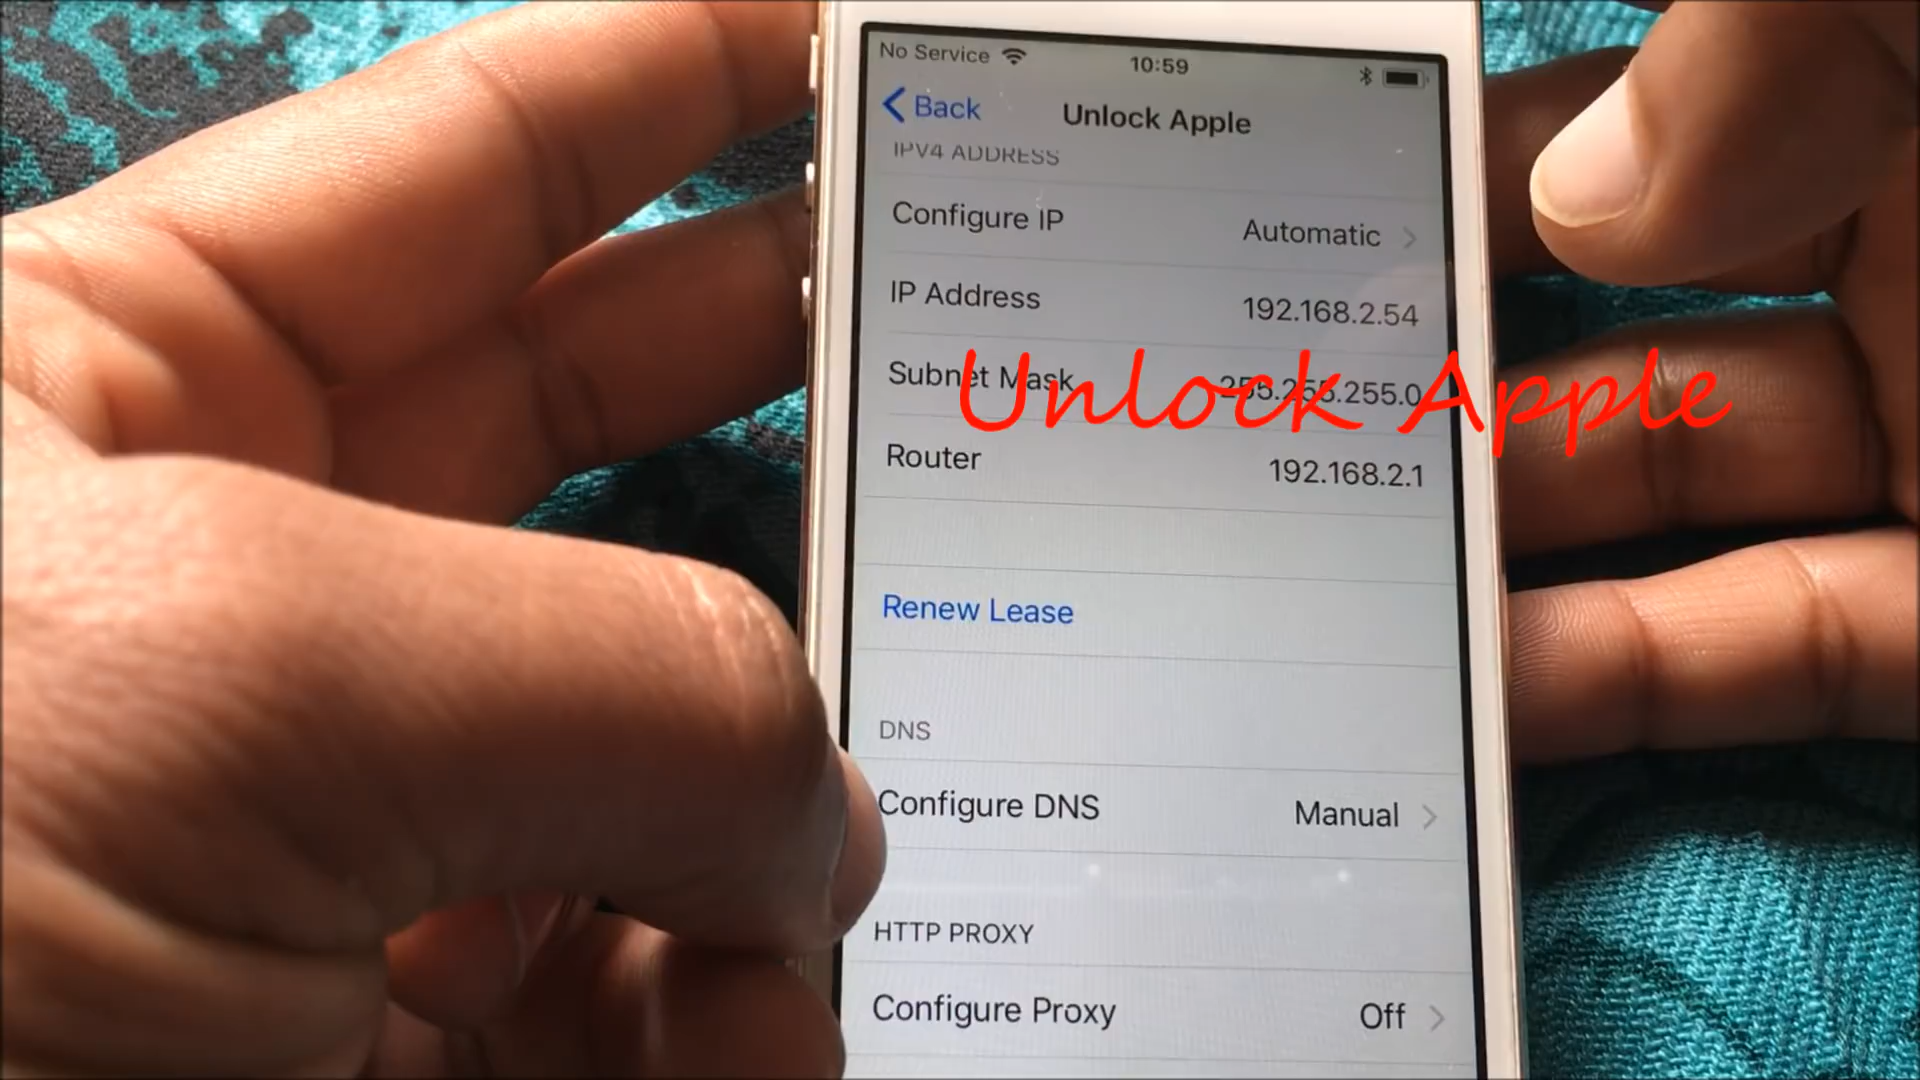 No Service 10:59
Back Unlock Apple
IPV4 ADDRESS
Configure IP Automatic
IP Address 192.168.2.54
Subnet Mask 255.255.255.0
Unlock Apple
Router 192.168.2.1
Renew Lease
DNS
Configure DNS Manual
HTTP PROXY
Configure Proxy Off